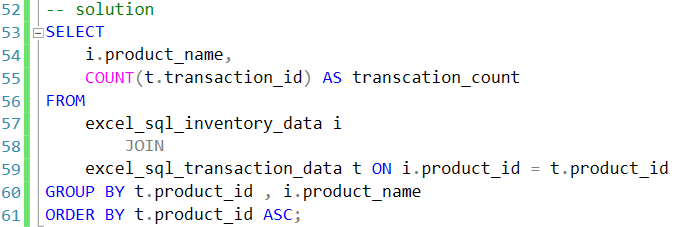 52 -- solution
53 SELECT
54 i.product_name,
55 COUNT(t.transaction_id) AS transcation_count
56 FROM
57 excel_sql_inventory_data i
58 JOIN
59 excel_sql_transaction_data t ON i.product_id = t.product_id
60 GROUP BY t.product_id , i.product_name
61 ORDER BY t.product_id ASC;